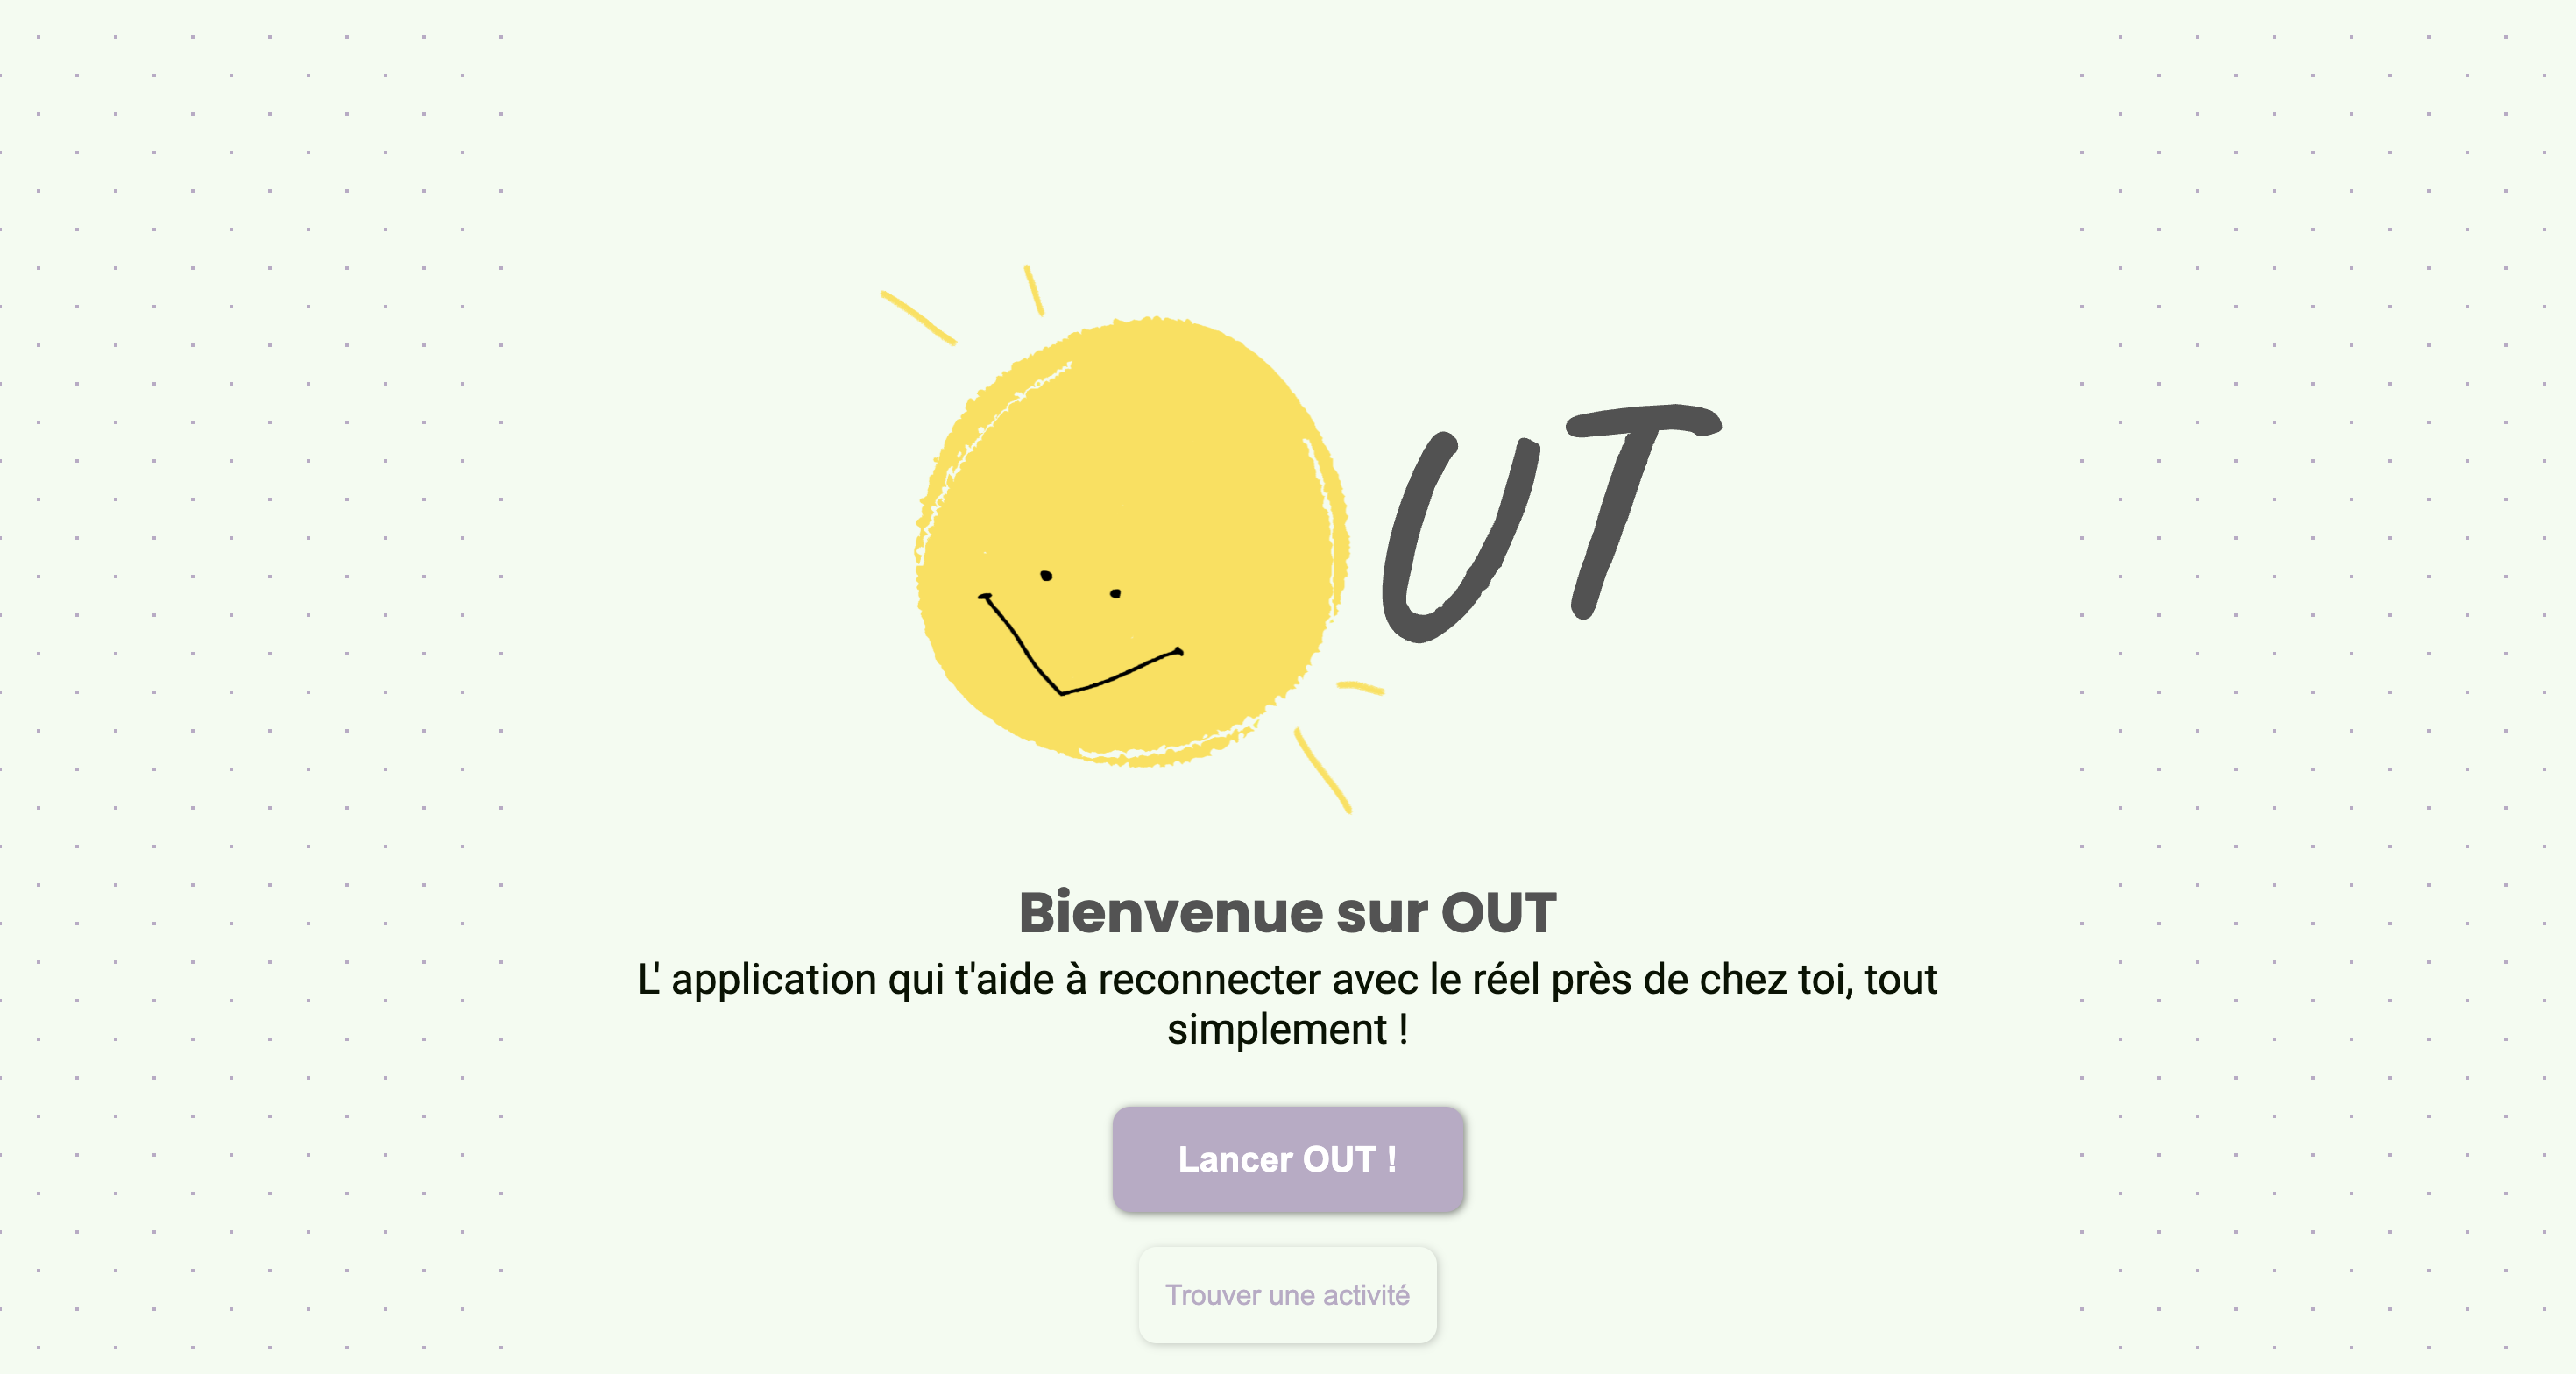 OUT
Bienvenue sur OUT
L' application qui t'aide à reconnecter avec le réel près de chez toi, tout
simplement !
Lancer OUT !
Trouver une activité